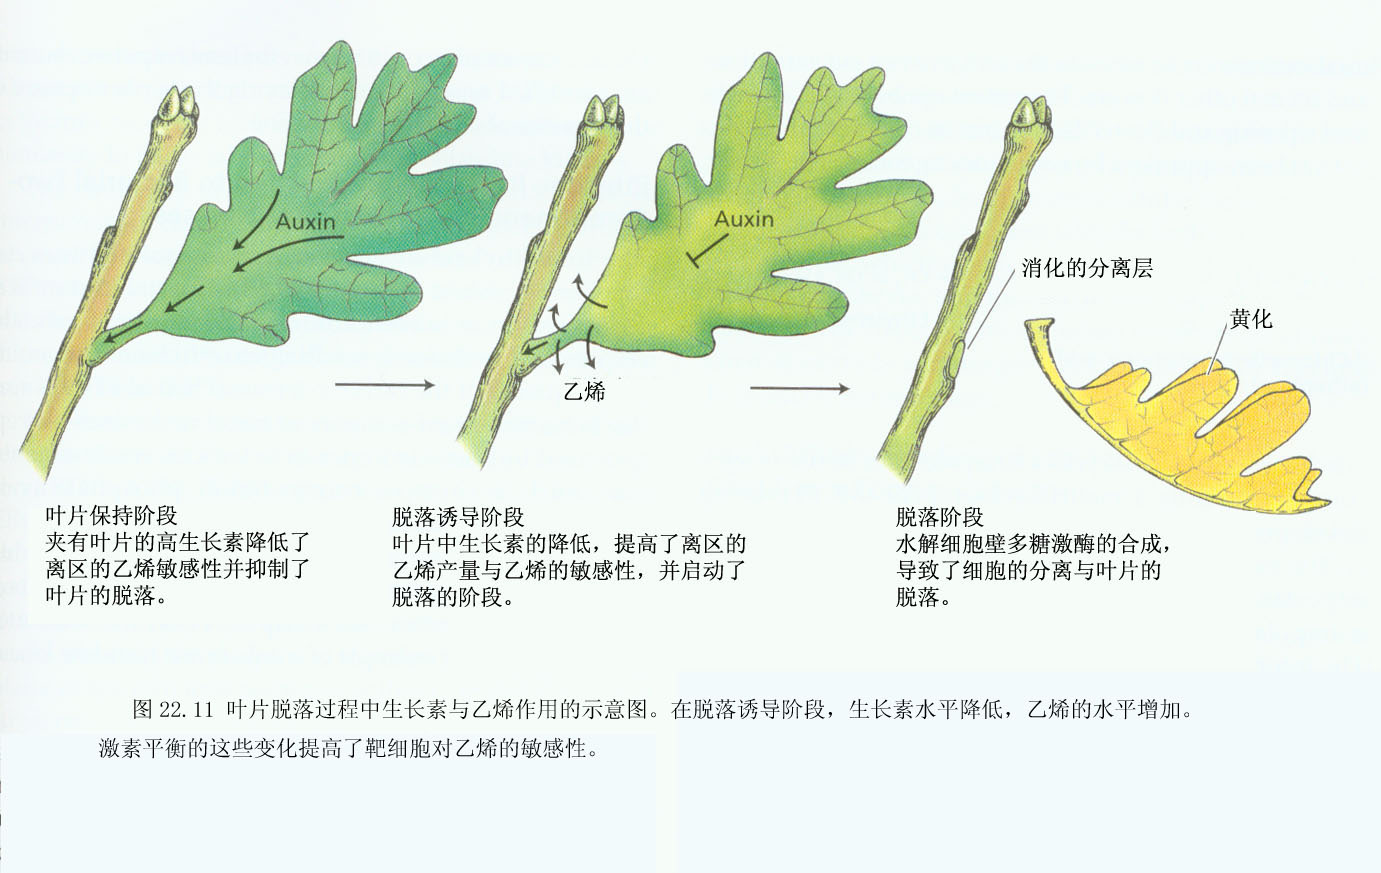 Auxin
Auxin
消化的分离层
黄化
乙烯
叶片保持阶段
夹有叶片的高生长素降低了
离区的乙烯敏感性并抑制了
叶片的脱落。
脱落诱导阶段
叶片中生长素的降低，提高了离区的
乙烯产量与乙烯的敏感性，并启动了
脱落的阶段。
脱落阶段
水解细胞壁多糖激酶的合成，
导致了细胞的分离与叶片的
脱落。
图 22.11 叶片脱落过程中生长素与乙烯作用的示意图。在脱落诱导阶段，生长素水平降低，乙烯的水平增加。
激素平衡的这些变化提高了靶细胞对乙烯的敏感性。